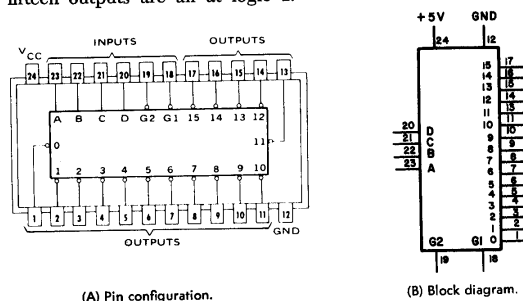 fifteen outputs are all at logic 1.
INPUTS OUTPUTS
VCC
24 23 22 21 20 19 18 17 16 15 14 13
A B C D G2 G1 15 14 13 12
0 11
1 2 3 4 5 6 7 8 9 10
1 2 3 4 5 6 7 8 9 10 11 12
OUTPUTS GND
(A) Pin configuration.
+5V GND
24 12
15 17
14 16
13 15
12 14
11 13
10 11
20 D 9 10
21 C 8 9
22 B 7 8
23 A 6 7
5 6
4 5
3 4
2 3
1 2
0 1
G2 G1
19 18
(B) Block diagram.